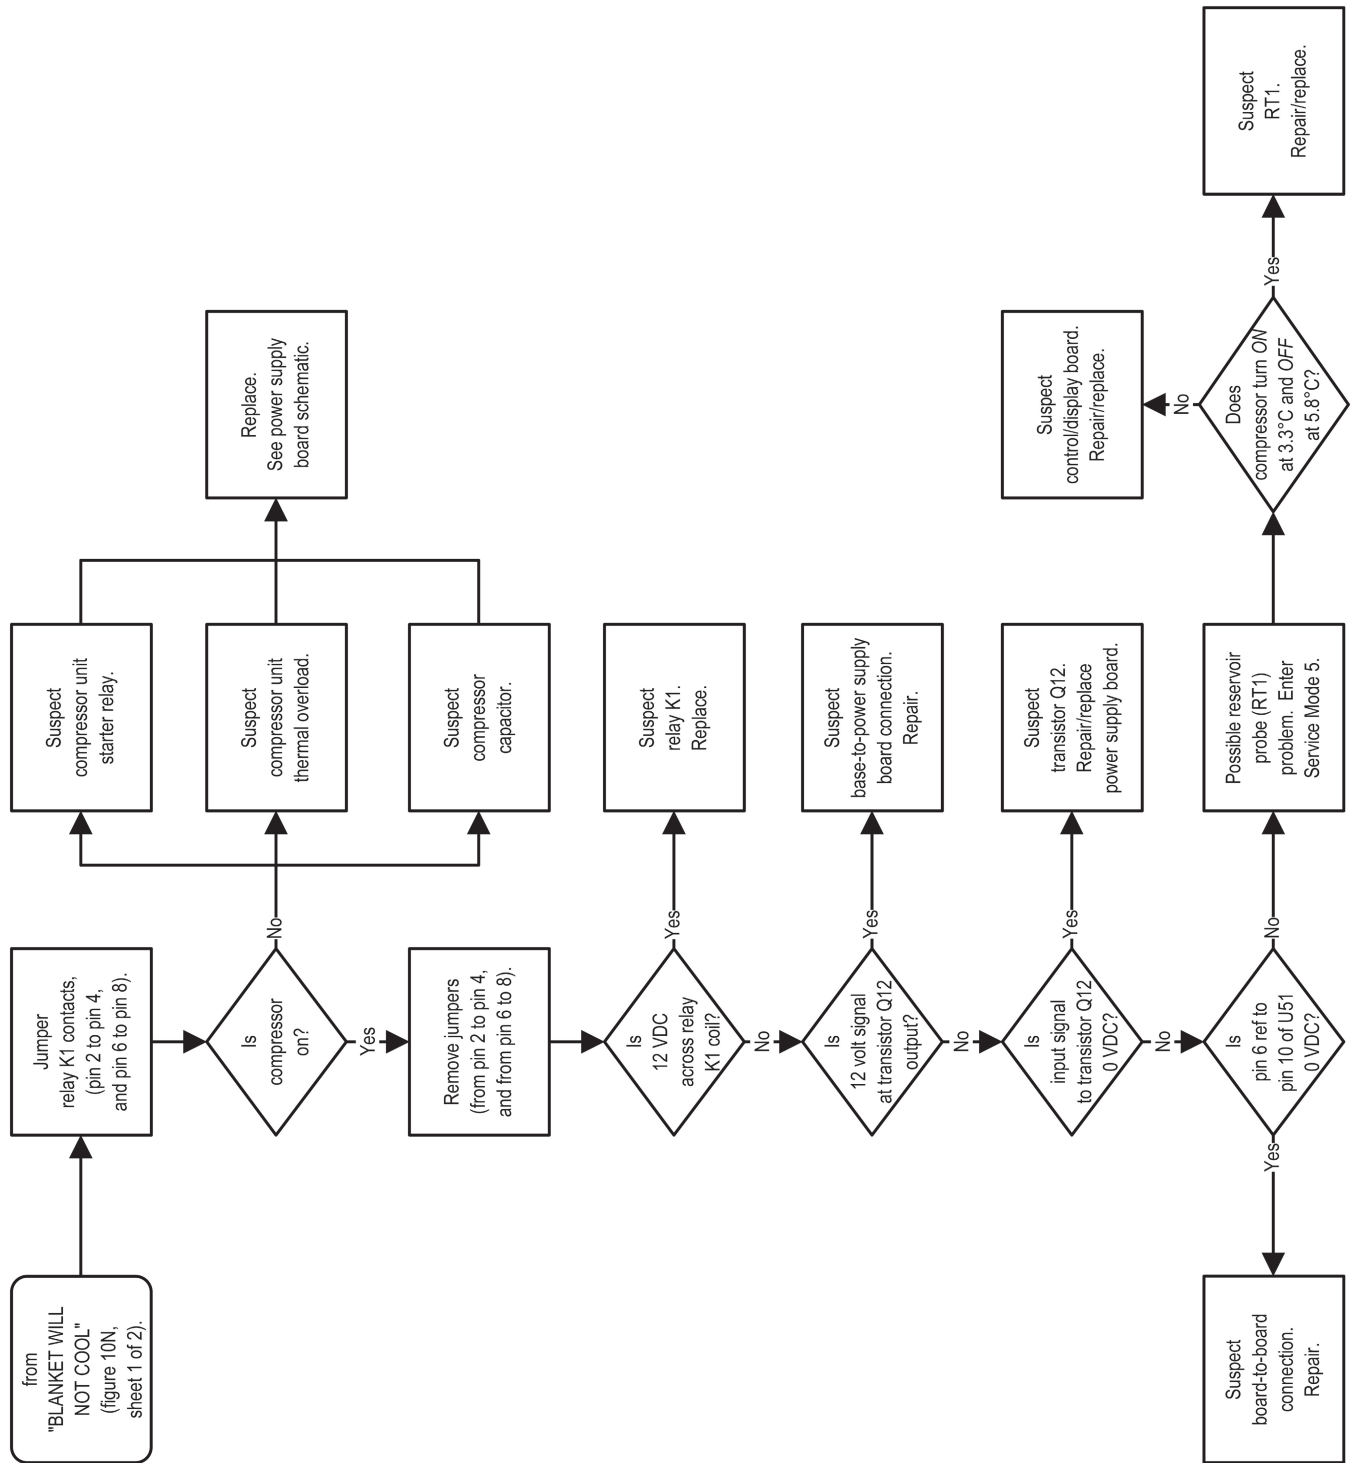 from
"BLANKET WILL
NOT COOL"
(figure 10N,
sheet 1 of 2).
Jumper
relay K1 contacts,
(pin 2 to pin 4,
and pin 6 to pin 8).
Is
compressor
on?
No
Suspect
compressor unit
starter relay.
Suspect
compressor unit
thermal overload.
Suspect
compressor
capacitor.
Replace.
See power supply
board schematic.
Yes
Remove jumpers
(from pin 2 to pin 4,
and from pin 6 to 8).
Is
12 VDC
across relay
K1 coil?
Yes
Suspect
relay K1.
Replace.
No
Is
12 volt signal
at transistor Q12
output?
Yes
Suspect
base-to-power supply
board connection.
Repair.
No
Is
input signal
to transistor Q12
0 VDC?
Yes
Suspect
transistor Q12.
Repair/replace
power supply board.
No
Is
pin 6 ref to
pin 10 of U51
0 VDC?
Yes
Suspect
board-to-board
connection.
Repair.
No
Possible reservoir
probe (RT1)
problem. Enter
Service Mode 5.
Does
compressor turn ON
at 3.3°C and OFF
at 5.8°C?
No
Suspect
control/display board.
Repair/replace.
Yes
Suspect
RT1.
Repair/replace.